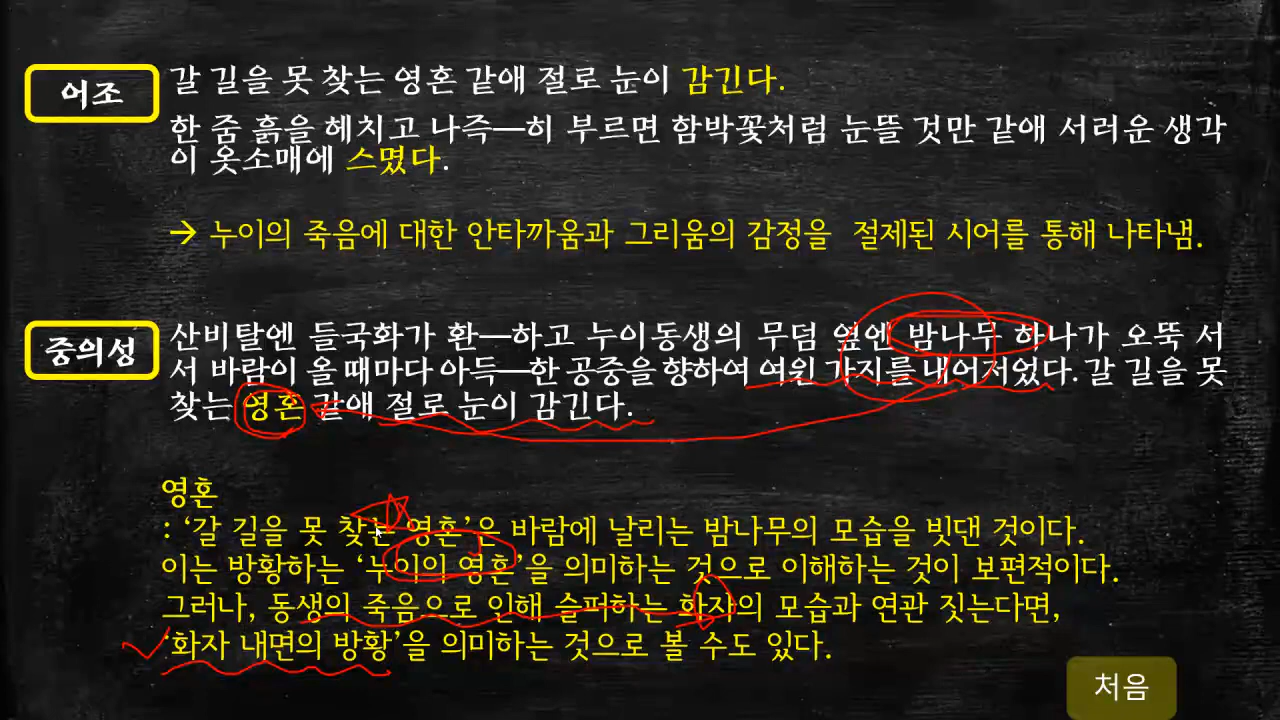 어조
갈 길을 못 찾는 영혼 같애 절로 눈이 감긴다.
한 줌 흙을 헤치고 나즉—히 부르면 함박꽃처럼 눈뜰 것만 같애 서러운 생각
이 옷소매에 스몄다.
→ 누이의 죽음에 대한 안타까움과 그리움의 감정을 절제된 시어를 통해 나타냄.
중의성
산비탈엔 들국화가 환—하고 누이동생의 무덤 옆엔 밤나무 하나가 오뚝 서
서 바람이 올 때마다 아득—한 공중을 향하여 여윈 가지를 내어저었다. 갈 길을 못
찾는 영혼 같애 절로 눈이 감긴다.
영혼
: ‘갈 길을 못 찾는 영혼’은 바람에 날리는 밤나무의 모습을 빗댄 것이다.
이는 방황하는 ‘누이의 영혼’을 의미하는 것으로 이해하는 것이 보편적이다.
그러나, 동생의 죽음으로 인해 슬퍼하는 화자의 모습과 연관 짓는다면,
‘화자 내면의 방황’을 의미하는 것으로 볼 수도 있다.
처음